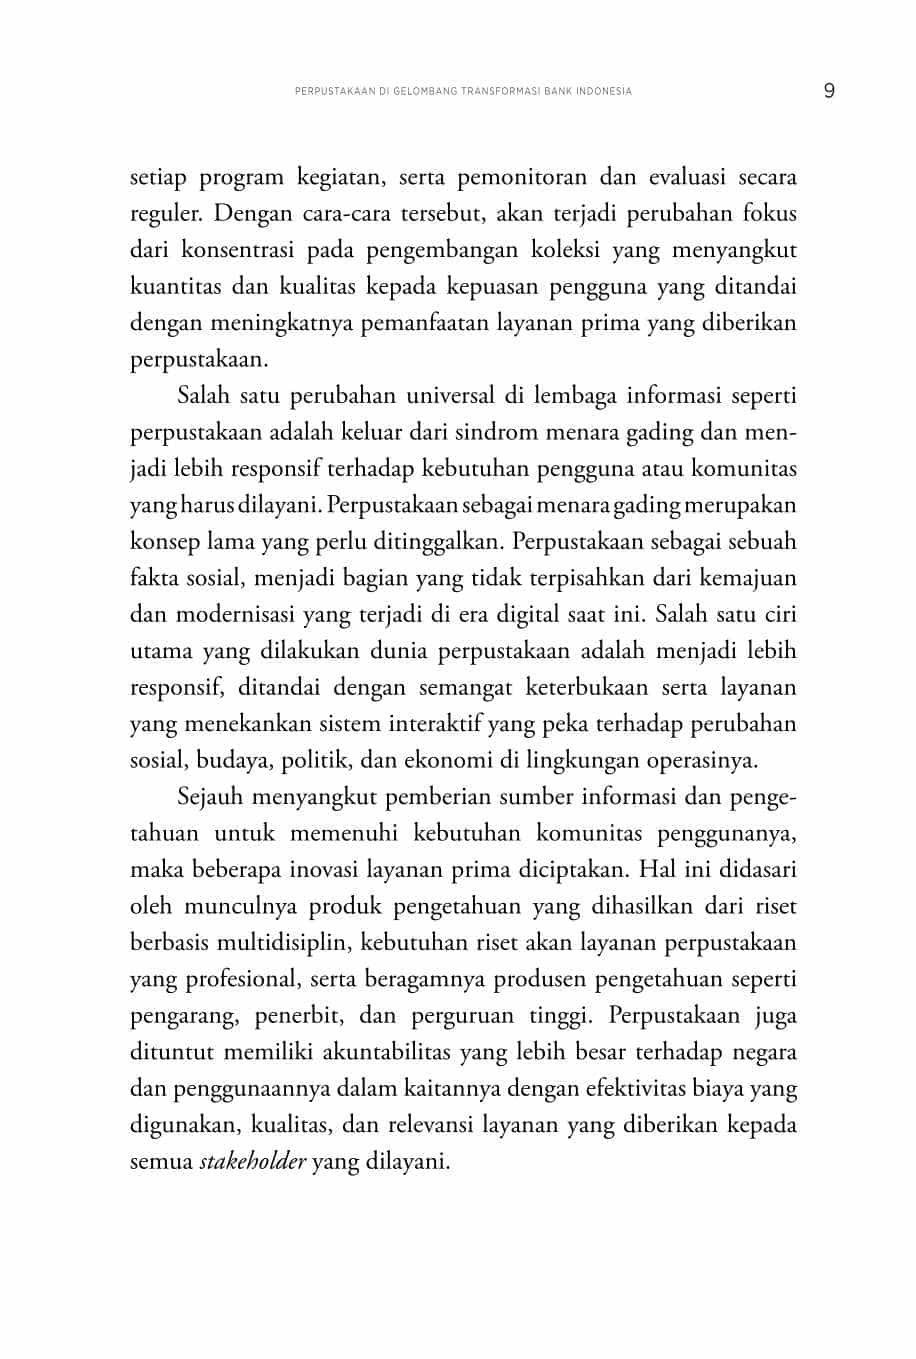 PERPUSTAKAAN DI GELOMBANG TRANSFORMASI BANK INDONESIA 9
setiap program kegiatan, serta pemonitoran dan evaluasi secara
reguler. Dengan cara-cara tersebut, akan terjadi perubahan fokus
dari konsentrasi pada pengembangan koleksi yang menyangkut
kuantitas dan kualitas kepada kepuasan pengguna yang ditandai
dengan meningkatnya pemanfaatan layanan prima yang diberikan
perpustakaan.
Salah satu perubahan universal di lembaga informasi seperti
perpustakaan adalah keluar dari sindrom menara gading dan men-
jadi lebih responsif terhadap kebutuhan pengguna atau komunitas
yang harus dilayani. Perpustakaan sebagai menara gading merupakan
konsep lama yang perlu ditinggalkan. Perpustakaan sebagai sebuah
fakta sosial, menjadi bagian yang tidak terpisahkan dari kemajuan
dan modernisasi yang terjadi di era digital saat ini. Salah satu ciri
utama yang dilakukan dunia perpustakaan adalah menjadi lebih
responsif, ditandai dengan semangat keterbukaan serta layanan
yang menekankan sistem interaktif yang peka terhadap perubahan
sosial, budaya, politik, dan ekonomi di lingkungan operasinya.
Sejauh menyangkut pemberian sumber informasi dan penge-
tahuan untuk memenuhi kebutuhan komunitas penggunanya,
maka beberapa inovasi layanan prima diciptakan. Hal ini didasari
oleh munculnya produk pengetahuan yang dihasilkan dari riset
berbasis multidisiplin, kebutuhan riset akan layanan perpustakaan
yang profesional, serta beragamnya produsen pengetahuan seperti
pengarang, penerbit, dan perguruan tinggi. Perpustakaan juga
dituntut memiliki akuntabilitas yang lebih besar terhadap negara
dan penggunaannya dalam kaitannya dengan efektivitas biaya yang
digunakan, kualitas, dan relevansi layanan yang diberikan kepada
semua stakeholder yang dilayani.